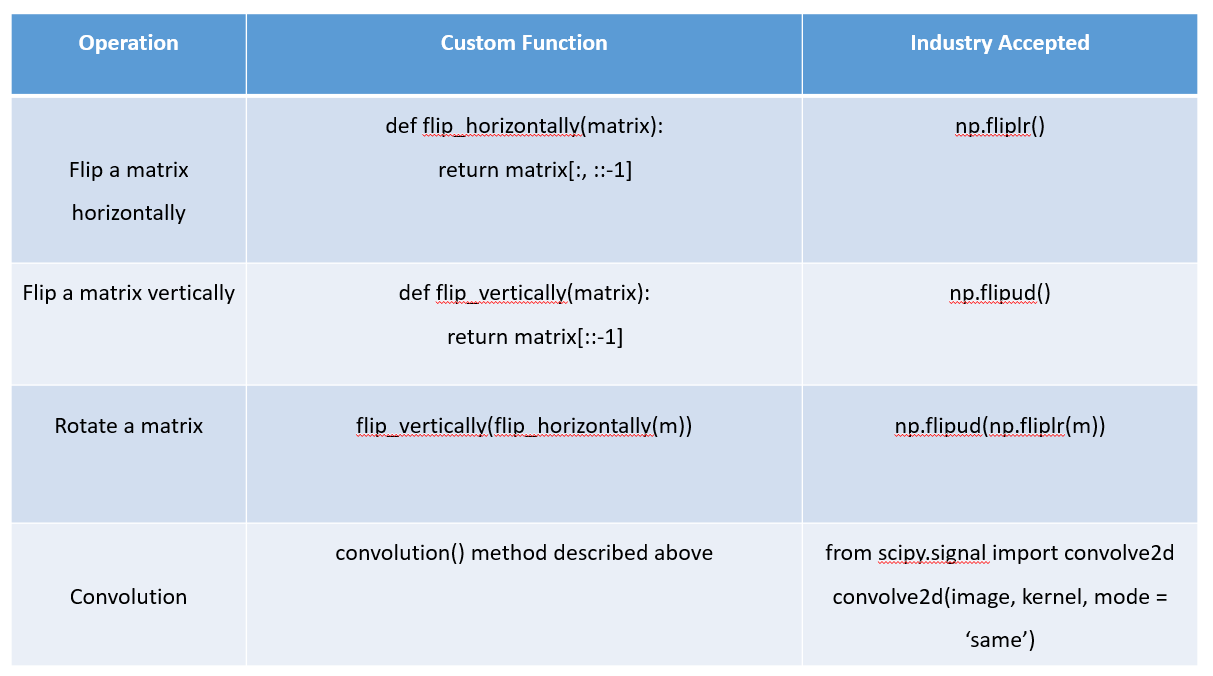 Operation
Custom Function
Industry Accepted
Flip a matrix
horizontally
def flip_horizontally(matrix):
return matrix[:, ::-1]
np.fliplr()
Flip a matrix vertically
def flip_vertically(matrix):
return matrix[::-1]
np.flipud()
Rotate a matrix
flip_vertically(flip_horizontally(m))
np.flipud(np.fliplr(m))
Convolution
convolution() method described above
from scipy.signal import convolve2d
convolve2d(image, kernel, mode =
‘same’)